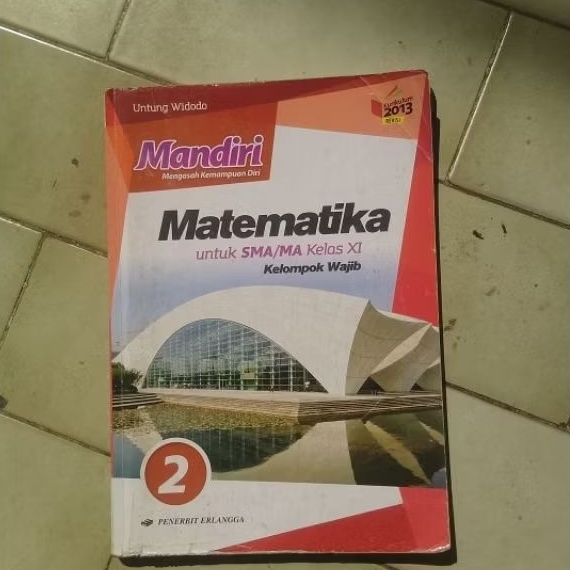 Untung Widodo
Kurikulum
2013
REVISI
Mandiri
Mengasah Kemampuan Diri
Matematika
untuk SMA/MA Kelas XI
Kelompok Wajib
2
PENERBIT ERLANGGA